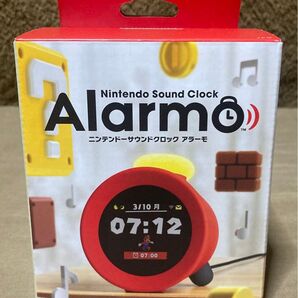 Nintendo Sound Clock
Alarmo
TM
ニンテンドーサウンドクロック アラーモ
3/10 月
07:12
07:00